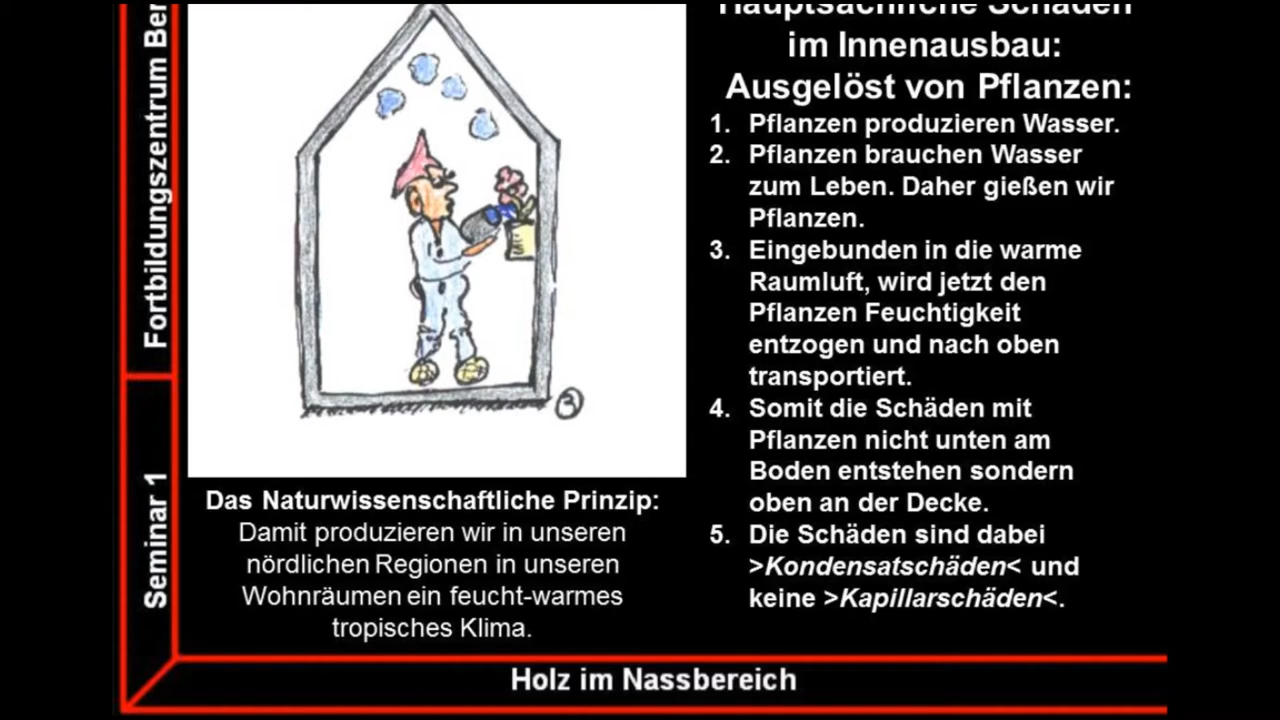 Fortbildungszentrum Ber
Seminar 1
3
Das Naturwissenschaftliche Prinzip:
Damit produzieren wir in unseren
nördlichen Regionen in unseren
Wohnräumen ein feucht-warmes
tropisches Klima.
Hauptsächliche Schäden
im Innenausbau:
Ausgelöst von Pflanzen:
1. Pflanzen produzieren Wasser.
2. Pflanzen brauchen Wasser
zum Leben. Daher gießen wir
Pflanzen.
3. Eingebunden in die warme
Raumluft, wird jetzt den
Pflanzen Feuchtigkeit
entzogen und nach oben
transportiert.
4. Somit die Schäden mit
Pflanzen nicht unten am
Boden entstehen sondern
oben an der Decke.
5. Die Schäden sind dabei
>Kondensatschäden< und
keine >Kapillarschäden<.
Holz im Nassbereich